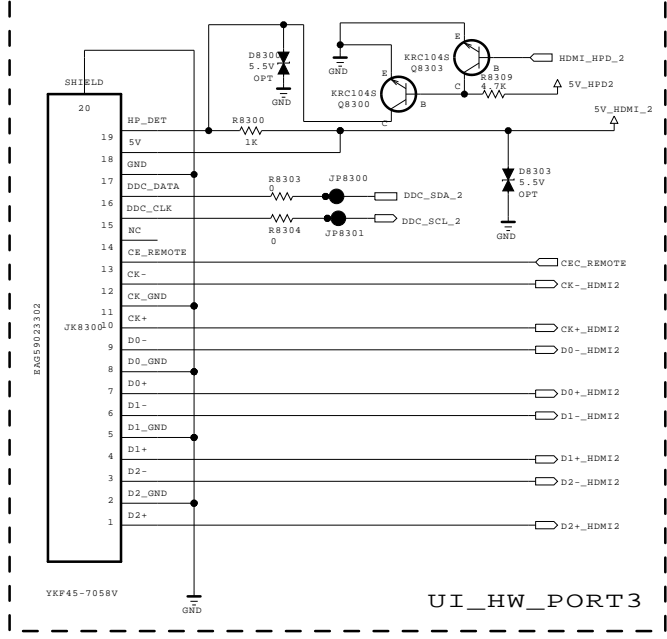 D8300
5.5V
OPT
GND
GND
E
KRC104S
Q8300
B
C
E
KRC104S
Q8303
B
C
HDMI_HPD_2
R8309
4.7K
5V_HPD2
5V_HDMI_2
SHIELD
20
HP_DET
R8300
1K
19
5V
18
GND
17
DDC_DATA
R8303
0
JP8300
DDC_SDA_2
D8303
5.5V
OPT
GND
16
DDC_CLK
R8304
0
JP8301
DDC_SCL_2
15
NC
14
CE_REMOTE
CEC_REMOTE
13
CK-
CK-_HDMI2
12
CK_GND
11
CK+
CK+_HDMI2
EAG59023302
JK8300
10
D0-
D0-_HDMI2
9
D0_GND
8
D0+
D0+_HDMI2
7
D1-
D1-_HDMI2
6
D1_GND
5
D1+
D1+_HDMI2
4
D2-
D2-_HDMI2
3
D2_GND
2
D2+
D2+_HDMI2
1
YKF45-7058V
GND
UI_HW_PORT3